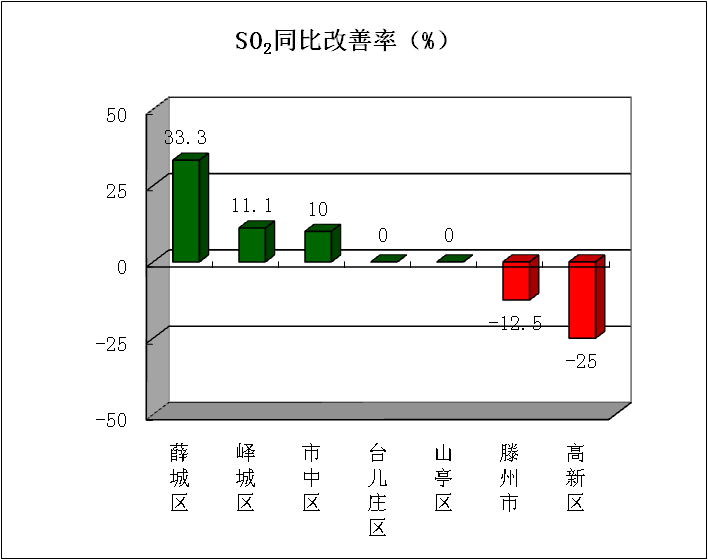 SO₂同比改善率（%）
50
25
0
-25
-50
33.3
11.1
10
0
0
-12.5
-25
薛城区
峄城区
市中区
台儿庄区
山亭区
滕州市
高新区